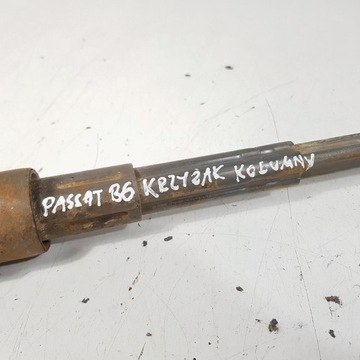 PASSAT B6 KRZYŻAK KOLUMNY